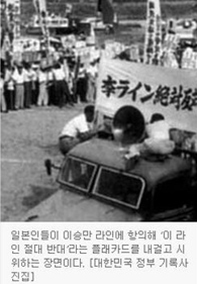 李ライン絶対
일본인들이 이승만 라인에 항의해 ‘이 라
인 절대 반대’라는 플래카드를 내걸고 시
위하는 장면이다. [대한민국 정부 기록사
진집]